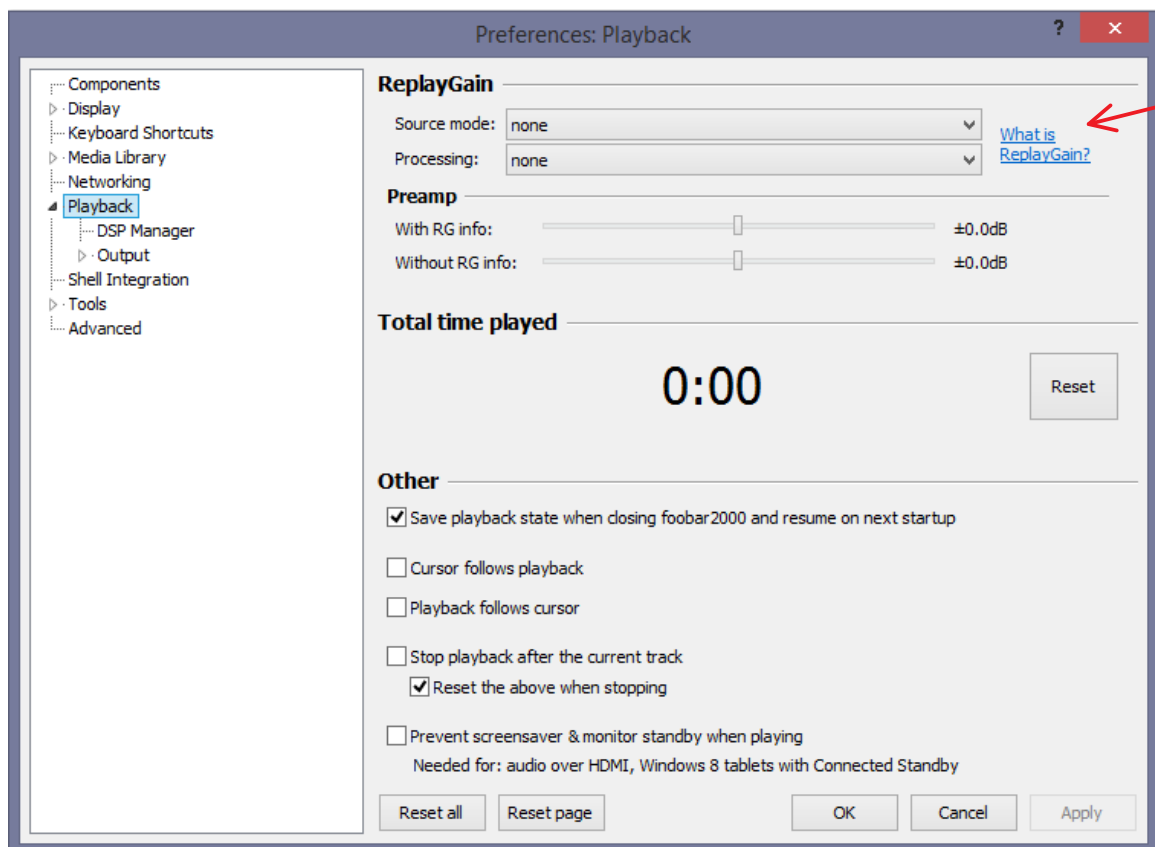 Preferences: Playback
?
Components
Display
Keyboard Shortcuts
Media Library
Networking
Playback
DSP Manager
Output
Shell Integration
Tools
Advanced
ReplayGain
Source mode: none
What is
ReplayGain?
Processing: none
Preamp
With RG info: ±0.0dB
Without RG info: ±0.0dB
Total time played
0:00
Reset
Other
Save playback state when closing foobar2000 and resume on next startup
Cursor follows playback
Playback follows cursor
Stop playback after the current track
Reset the above when stopping
Prevent screensaver & monitor standby when playing
Needed for: audio over HDMI, Windows 8 tablets with Connected Standby
Reset all
Reset page
OK
Cancel
Apply